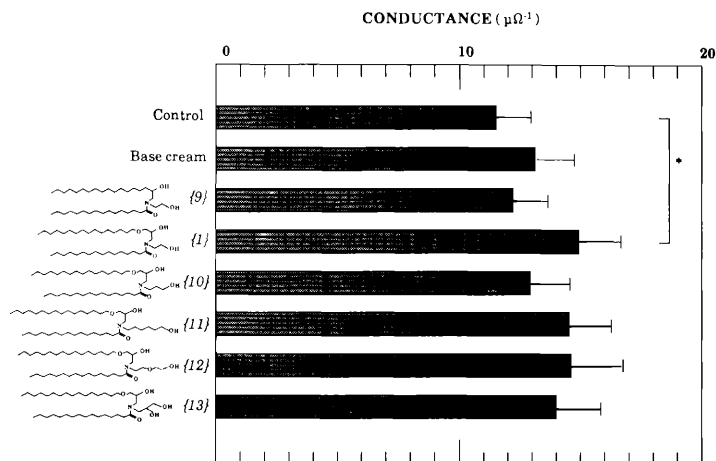 CONDUCTANCE (μΩ⁻¹)
0 10 20
Control
Base cream
{9}
{1}
{10}
{11}
{12}
{13}
*
OH
N OH
O
O OH
N OH
O
O OH
N OH
O
O OH
N OH
O
O OH
N O OH
O
O OH
N OH
OH
O